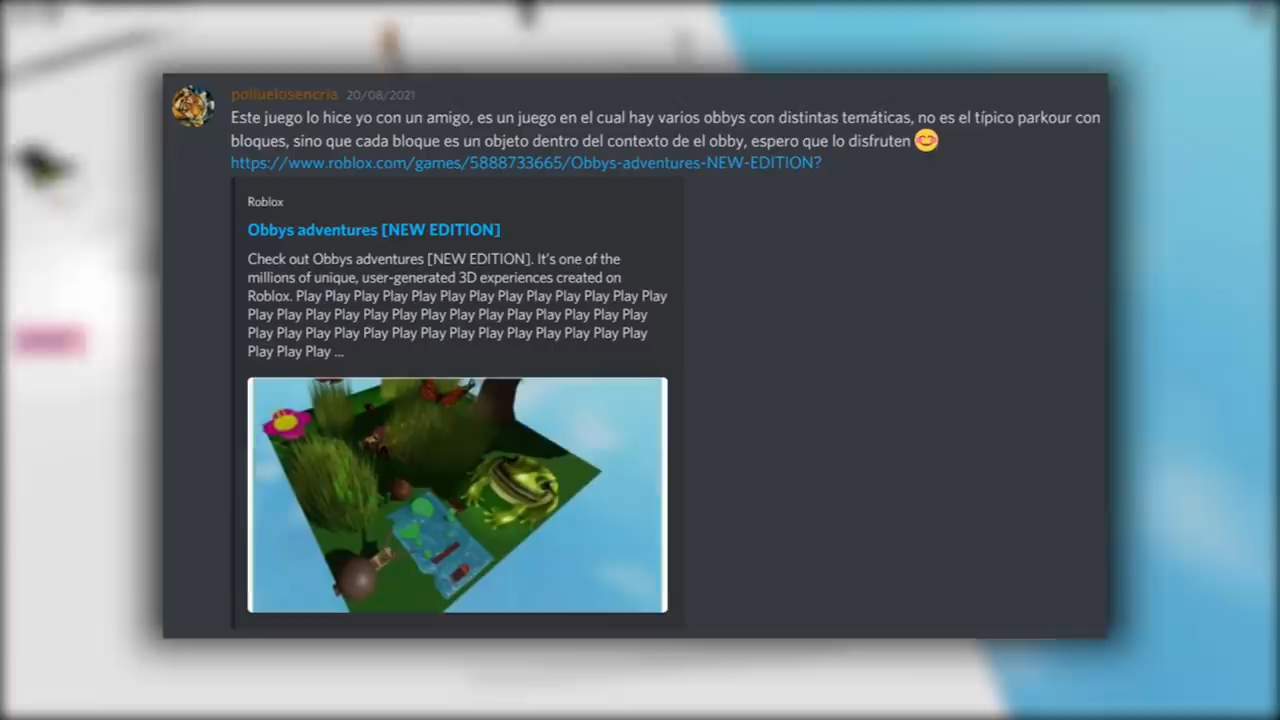 polluelosencria 20/08/2021
Este juego lo hice yo con un amigo, es un juego en el cual hay varios obbys con distintas temáticas, no es el típico parkour con
bloques, sino que cada bloque es un objeto dentro del contexto de el obby, espero que lo disfruten 😊
https://www.roblox.com/games/5888733665/Obbys-adventures-NEW-EDITION?
Roblox
Obbys adventures [NEW EDITION]
Check out Obbys adventures [NEW EDITION]. It's one of the
millions of unique, user-generated 3D experiences created on
Roblox. Play Play Play Play Play Play Play Play Play Play Play Play Play
Play Play Play Play Play Play Play Play Play Play Play Play Play Play
Play Play Play Play Play Play Play Play Play Play Play Play Play Play
Play Play Play ...